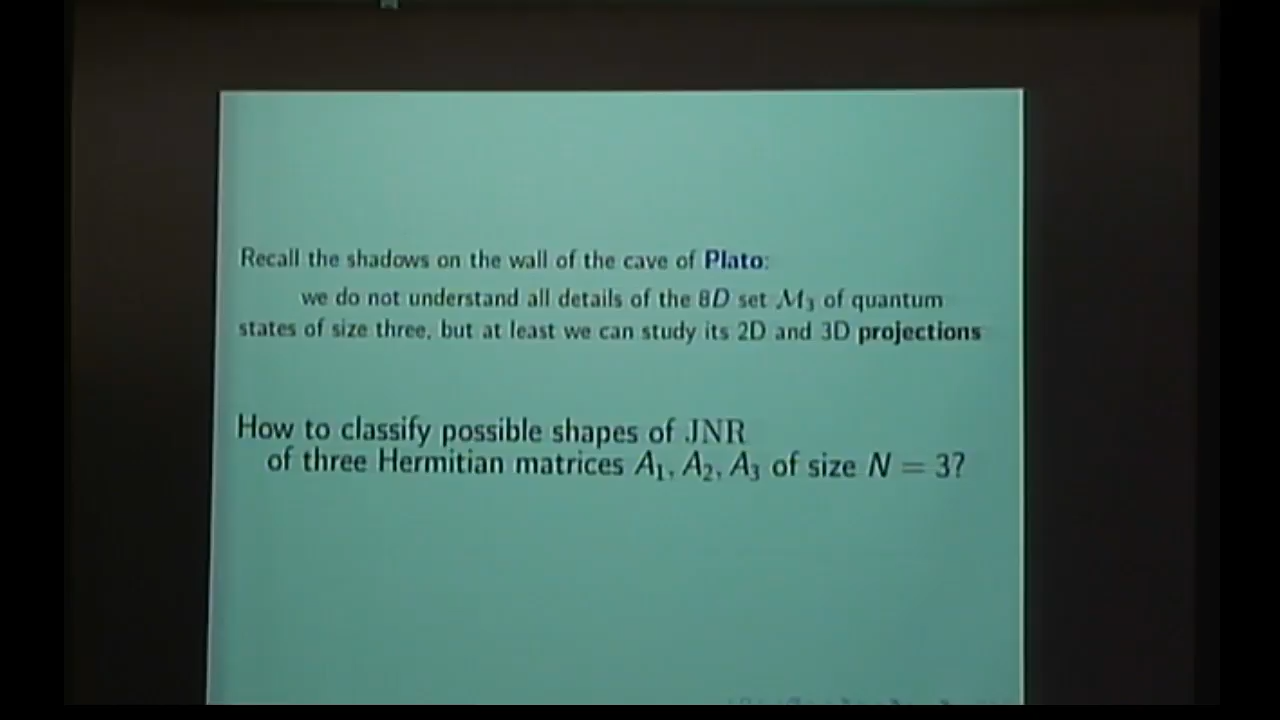 Recall the shadows on the wall of the cave of Plato:
we do not understand all details of the 8D set M₃ of quantum
states of size three, but at least we can study its 2D and 3D projections
How to classify possible shapes of JNR
of three Hermitian matrices A₁, A₂, A₃ of size N = 3?